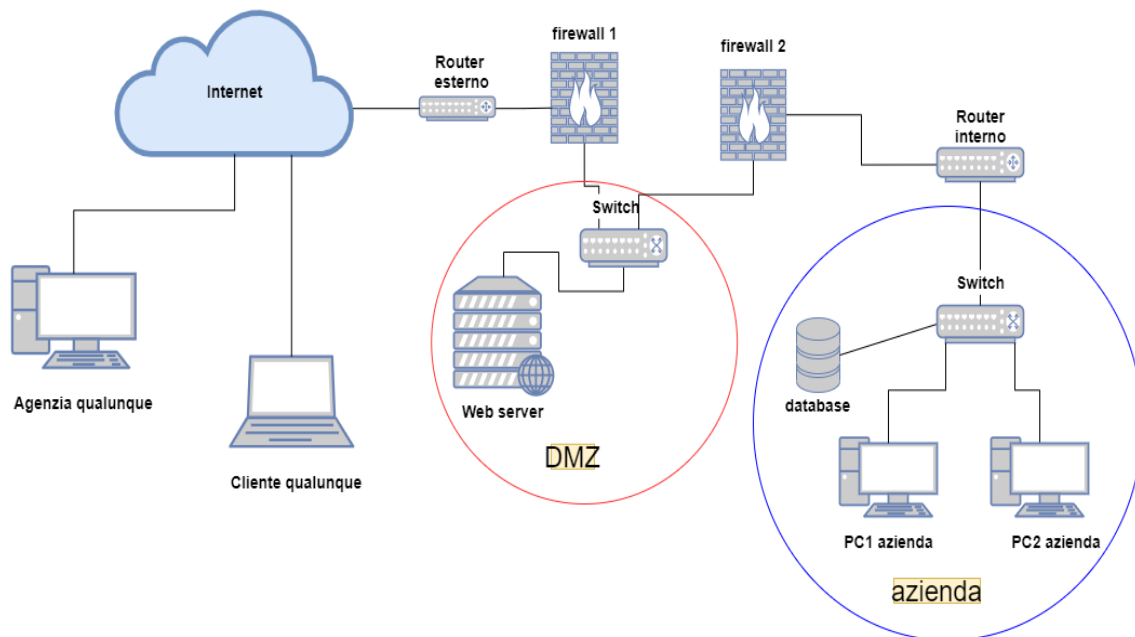 firewall 1
firewall 2
Router
esterno
Internet
Router
interno
Switch
Switch
Agenzia qualunque
Web server
database
DMZ
Cliente qualunque
PC1 azienda
PC2 azienda
azienda